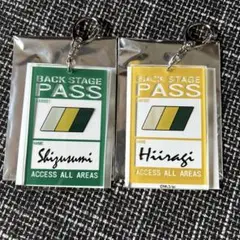 BACK STAGE
PASS
Shizusumi
ACCESS ALL AREAS
BACK STAGE
PASS
Hiiragi
ACCESS ALL AREAS